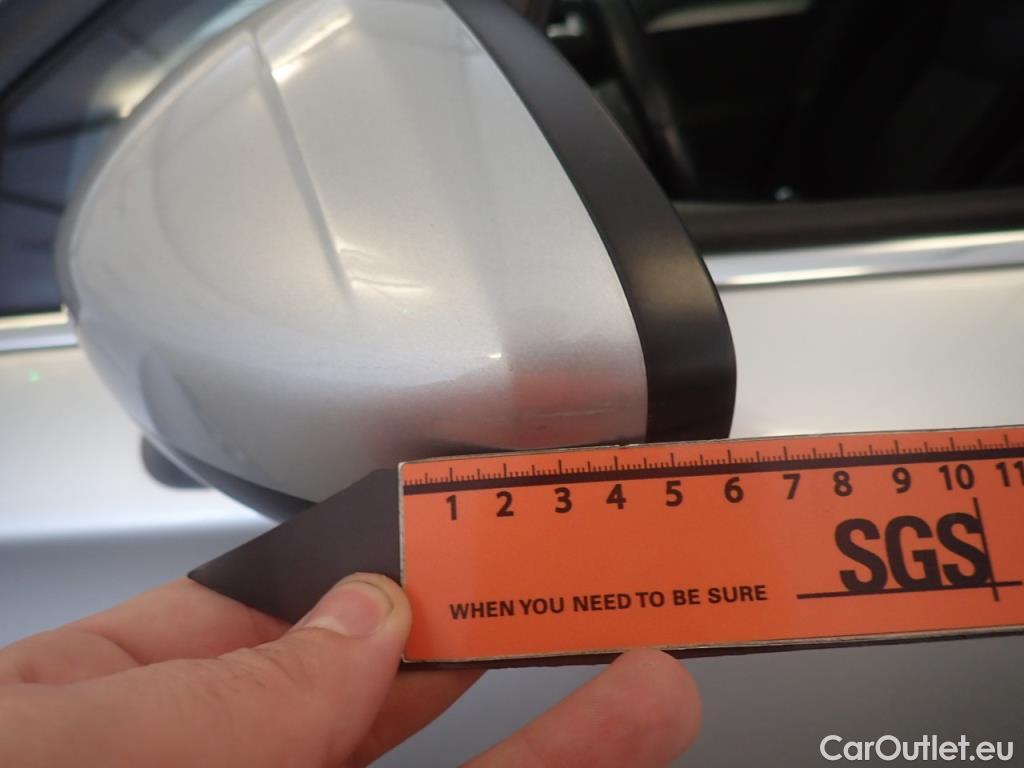 1 2 3 4 5 6 7 8 9 10 11
SGS
WHEN YOU NEED TO BE SURE
CarOutlet.eu